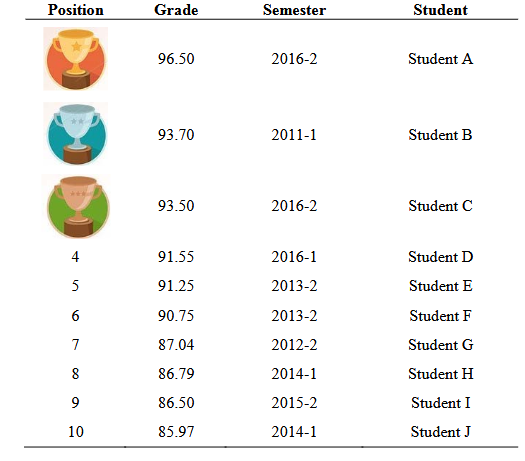 Position Grade Semester Student
96.50 2016-2 Student A
93.70 2011-1 Student B
93.50 2016-2 Student C
4 91.55 2016-1 Student D
5 91.25 2013-2 Student E
6 90.75 2013-2 Student F
7 87.04 2012-2 Student G
8 86.79 2014-1 Student H
9 86.50 2015-2 Student I
10 85.97 2014-1 Student J